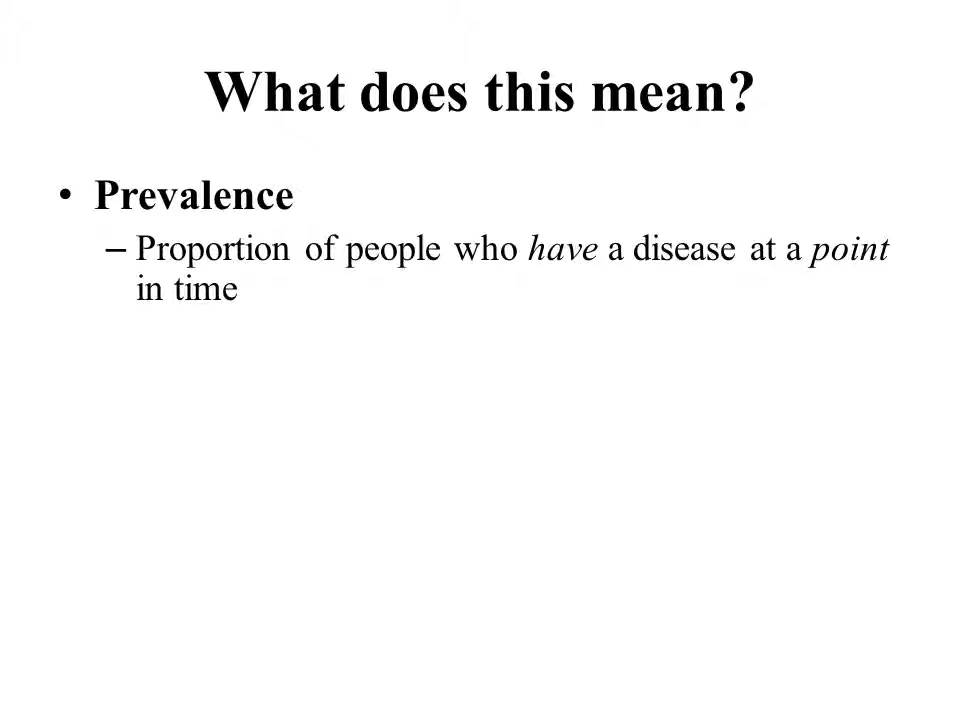 What does this mean?
• Prevalence
– Proportion of people who have a disease at a point
in time